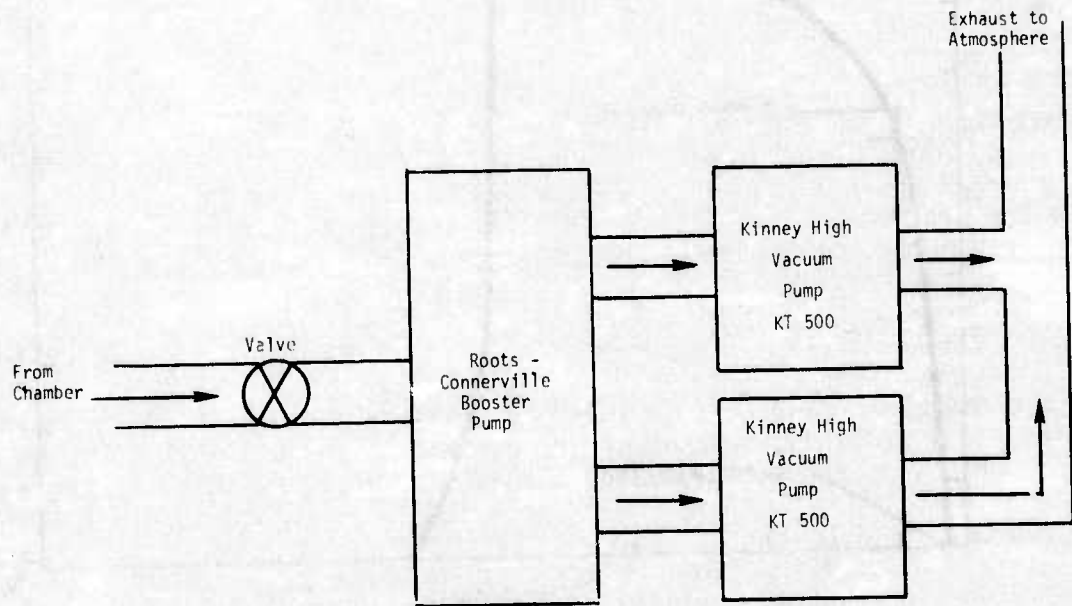 Exhaust to
Atmosphere
Kinney High
Vacuum
Pump
KT 500
Valve
From
Chamber
Roots -
Connerville
Booster
Pump
Kinney High
Vacuum
Pump
KT 500